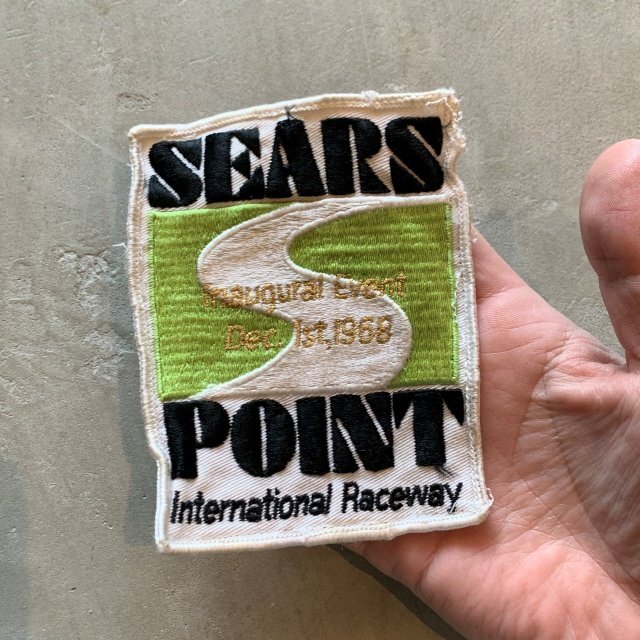 SEARS
Inaugural Event
Dec. 1st,1968
POINT
International Raceway